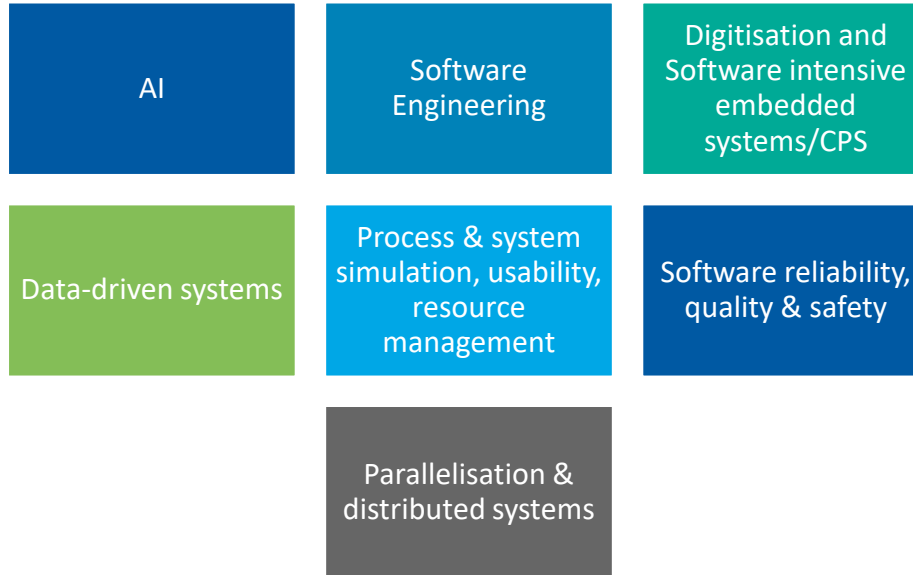 AI
Software
Engineering
Digitisation and
Software intensive
embedded
systems/CPS
Data-driven systems
Process & system
simulation, usability,
resource
management
Software reliability,
quality & safety
Parallelisation &
distributed systems